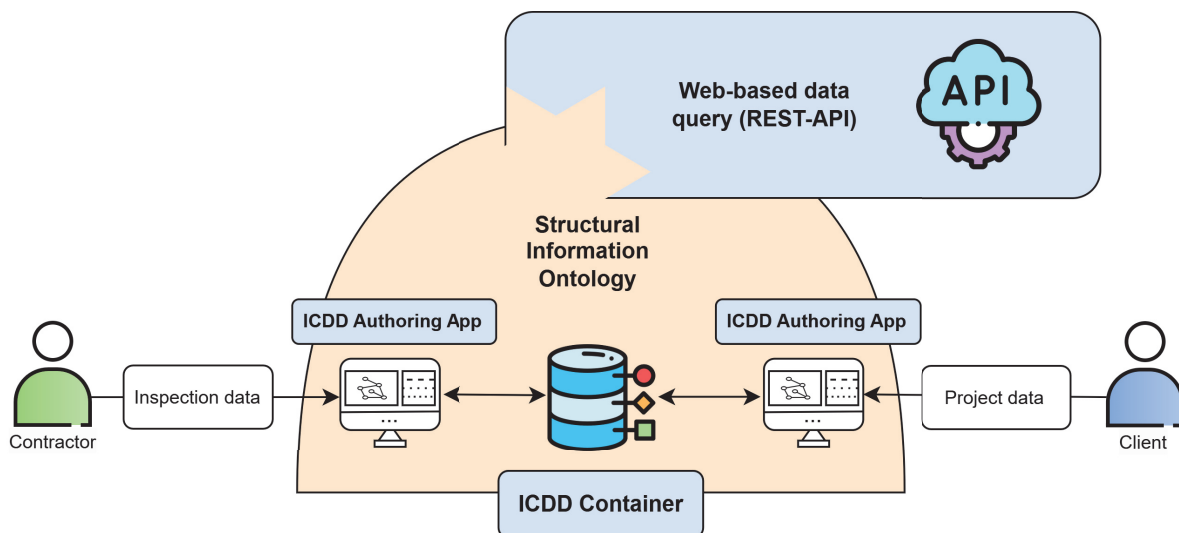 Web-based data
query (REST-API)
API
Structural
Information
Ontology
ICDD Authoring App
ICDD Authoring App
Inspection data
Project data
Contractor
Client
ICDD Container